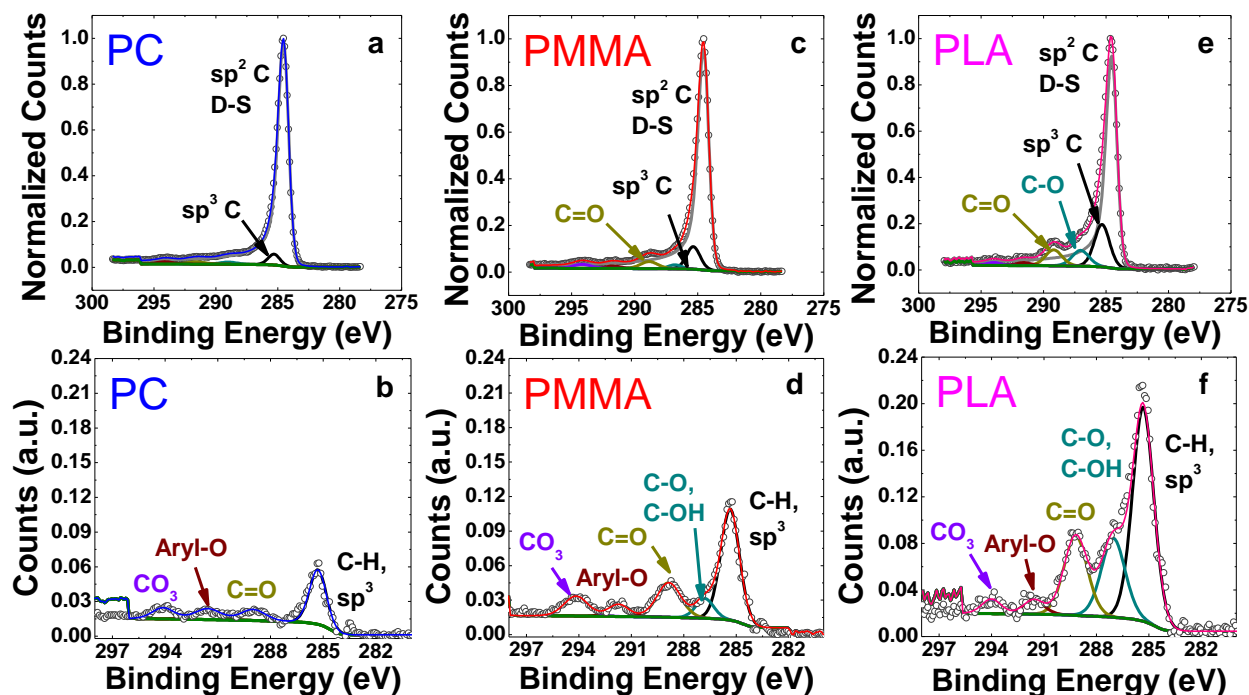 PC
a
sp² C
D-S
sp³ C
Normalized Counts
1.0
0.8
0.6
0.4
0.2
0.0
300 295 290 285 280 275
Binding Energy (eV)
PMMA
c
sp² C
D-S
sp³ C
C=O
Normalized Counts
1.0
0.8
0.6
0.4
0.2
0.0
300 295 290 285 280 275
Binding Energy (eV)
PLA
e
sp² C
D-S
sp³ C
C-O
C=O
Normalized Counts
1.0
0.8
0.6
0.4
0.2
0.0
300 295 290 285 280 275
Binding Energy (eV)
PC
b
C-H,
sp³
Aryl-O
CO₃
C=O
Counts (a.u.)
0.24
0.21
0.18
0.15
0.12
0.09
0.06
0.03
0.00
297 294 291 288 285 282
Binding Energy (eV)
PMMA
d
C-O,
C-OH
C-H,
sp³
C=O
CO₃
Aryl-O
Counts (a.u.)
0.24
0.21
0.18
0.15
0.12
0.09
0.06
0.03
0.00
297 294 291 288 285 282
Binding Energy (eV)
PLA
f
C-O,
C-OH
C-H,
sp³
C=O
CO₃
Aryl-O
Counts (a.u.)
0.20
0.16
0.12
0.08
0.04
0.00
297 294 291 288 285 282
Binding Energy (eV)